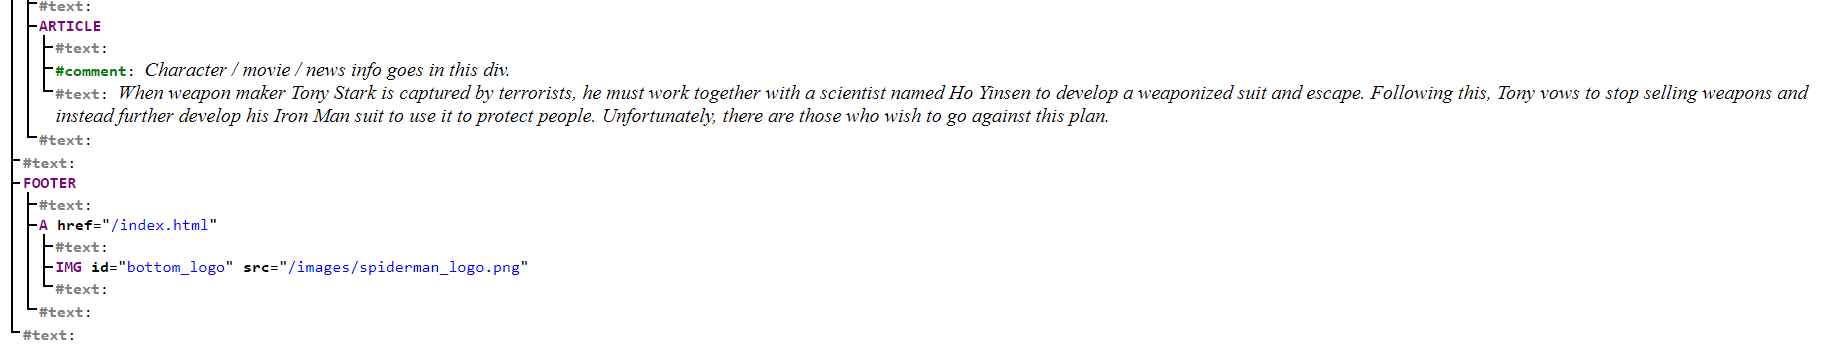 #text:
ARTICLE
#text:
#comment: Character / movie / news info goes in this div.
#text: When weapon maker Tony Stark is captured by terrorists, he must work together with a scientist named Ho Yinsen to develop a weaponized suit and escape. Following this, Tony vows to stop selling weapons and
instead further develop his Iron Man suit to use it to protect people. Unfortunately, there are those who wish to go against this plan.
#text:
#text:
FOOTER
#text:
A href="/index.html"
#text:
IMG id="bottom_logo" src="/images/spiderman_logo.png"
#text:
#text:
#text: